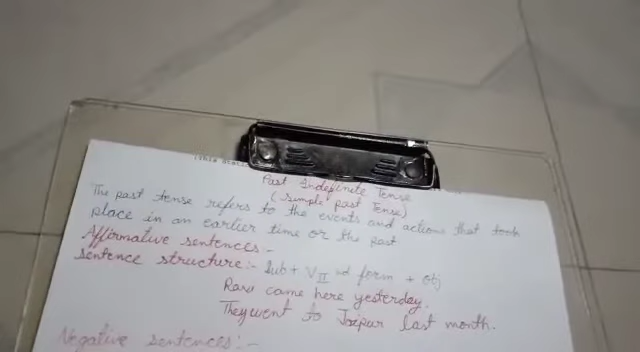 (This
Past Indefinite Tense
(Simple past Tense)
The past tense refers to the events and actions that took
place in an earlier time or the past
Affirmative sentences:-
Sentence structure:- Sub + VII nd form + obj
Ravi came here yesterday.
They went to Jaipur last month.
Negative sentences:-